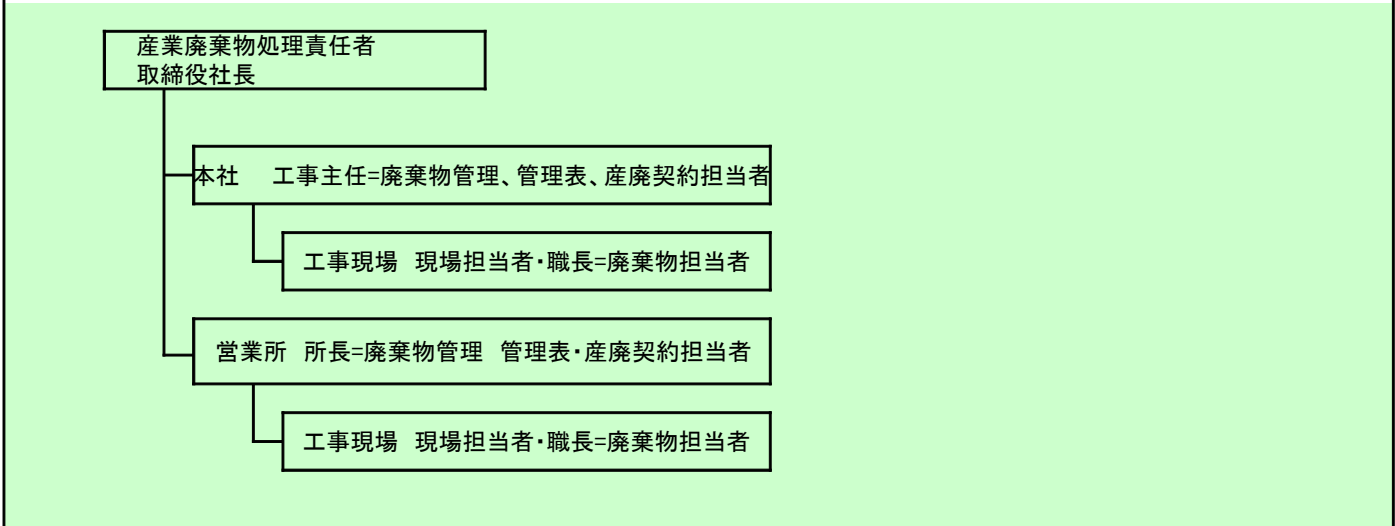 産業廃棄物処理責任者
取締役社長
本社　工事主任=廃棄物管理、管理表、産廃契約担当者
工事現場　現場担当者・職長=廃棄物担当者
営業所　所長=廃棄物管理　管理表・産廃契約担当者
工事現場　現場担当者・職長=廃棄物担当者